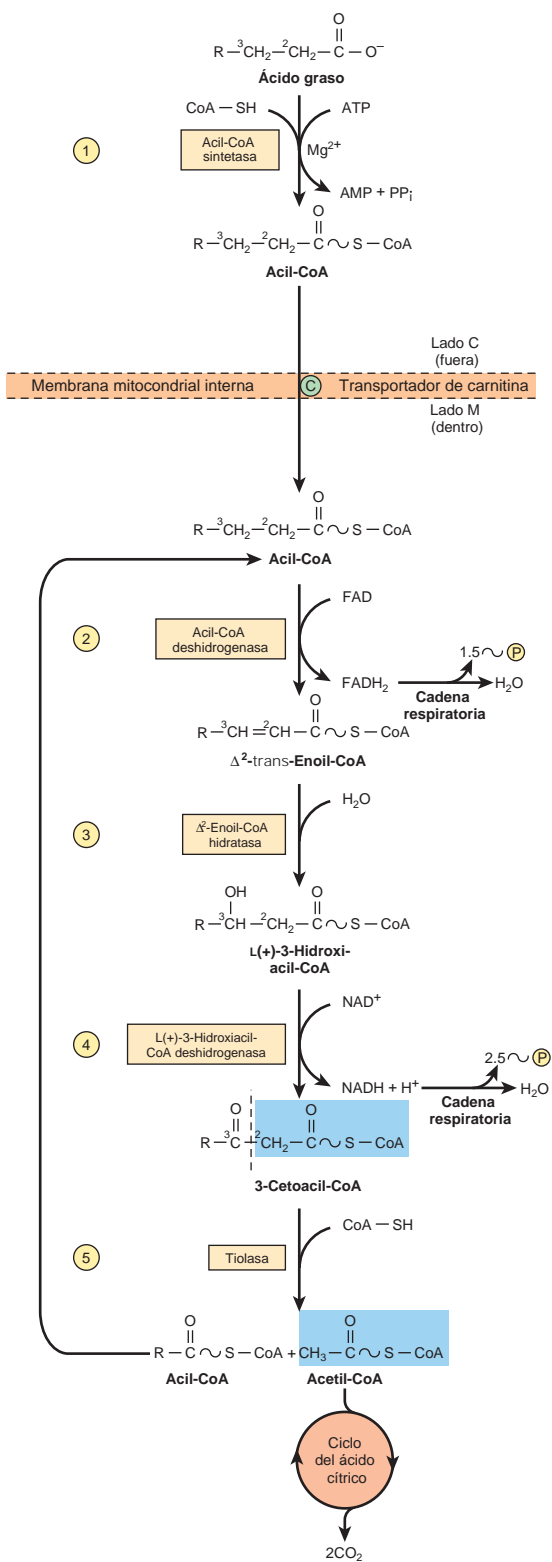 O
R—³CH₂—²CH₂—C—O⁻
Ácido graso
CoA—SH
ATP
1
Acil-CoA
sintetasa
Mg²⁺
AMP + PPᵢ
O
R—³CH₂—²CH₂—C~S—CoA
Acil-CoA
Lado C
(fuera)
Membrana mitocondrial interna C Transportador de carnitina
Lado M
(dentro)
O
R—³CH₂—²CH₂—C~S—CoA
Acil-CoA
FAD
2
Acil-CoA
deshidrogenasa
1.5~P
FADH₂
H₂O
Cadena
respiratoria
O
R—³CH=²CH—C~S—CoA
Δ²-trans-Enoil-CoA
H₂O
3
Δ²-Enoil-CoA
hidratasa
OH O
R—³CH—²CH₂—C~S—CoA
L(+)-3-Hidroxi-
acil-CoA
NAD⁺
4
L(+)-3-Hidroxiacil-
CoA deshidrogenasa
2.5~P
NADH + H⁺
H₂O
Cadena
respiratoria
O O
R—³C—²CH₂—C~S—CoA
3-Cetoacil-CoA
CoA—SH
5
Tiolasa
O O
R—C~S—CoA + CH₃—C~S—CoA
Acil-CoA Acetil-CoA
Ciclo
del ácido
cítrico
2CO₂